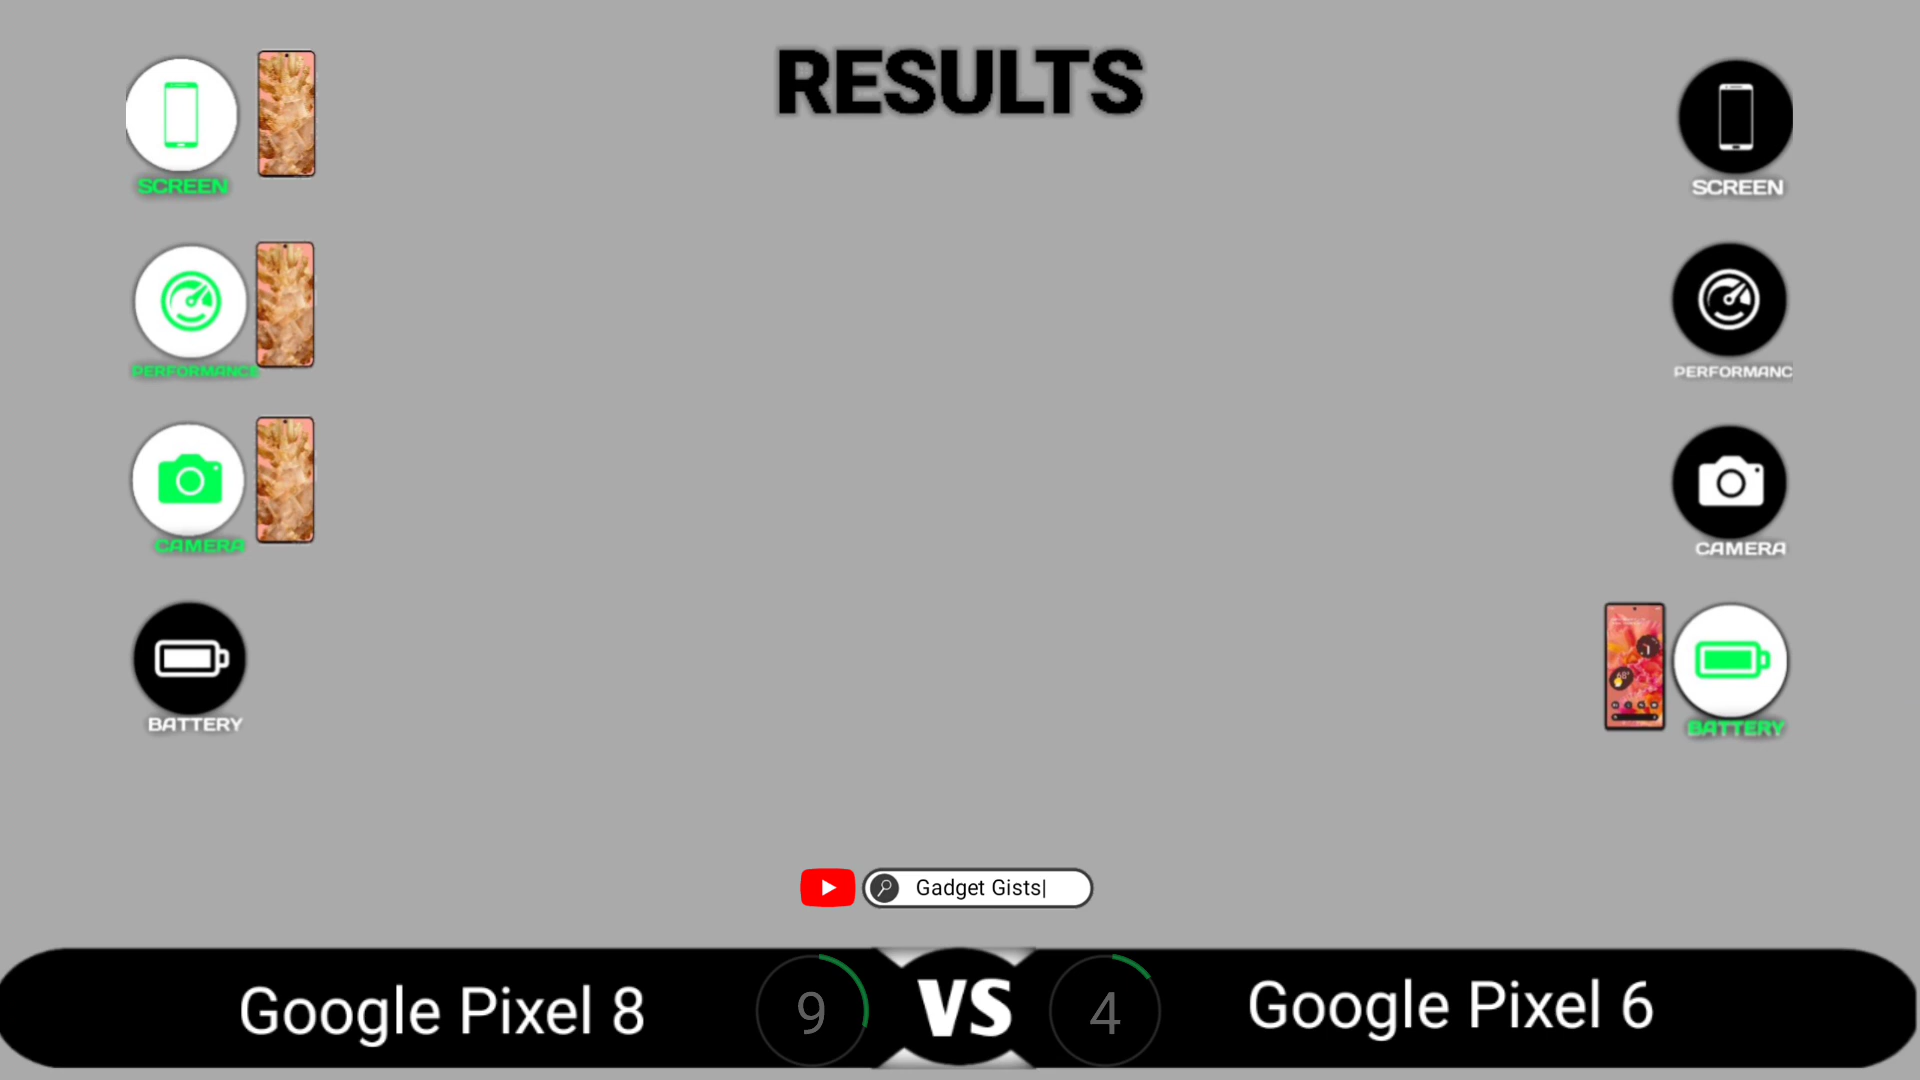 RESULTS
SCREEN
SCREEN
PERFORMANCE
PERFORMANC
CAMERA
CAMERA
BATTERY
BATTERY
Gadget Gists|
Google Pixel 8
9
VS
4
Google Pixel 6